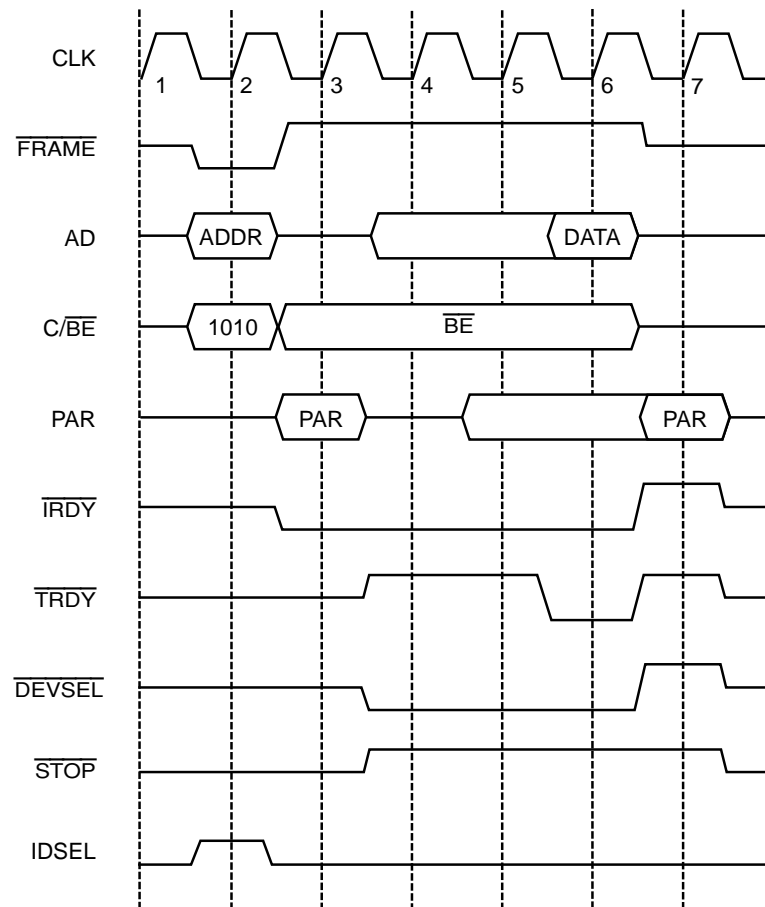 CLK
1 2 3 4 5 6 7
FRAME
AD ADDR DATA
C/BE 1010 BE
PAR PAR PAR
IRDY
TRDY
DEVSEL
STOP
IDSEL